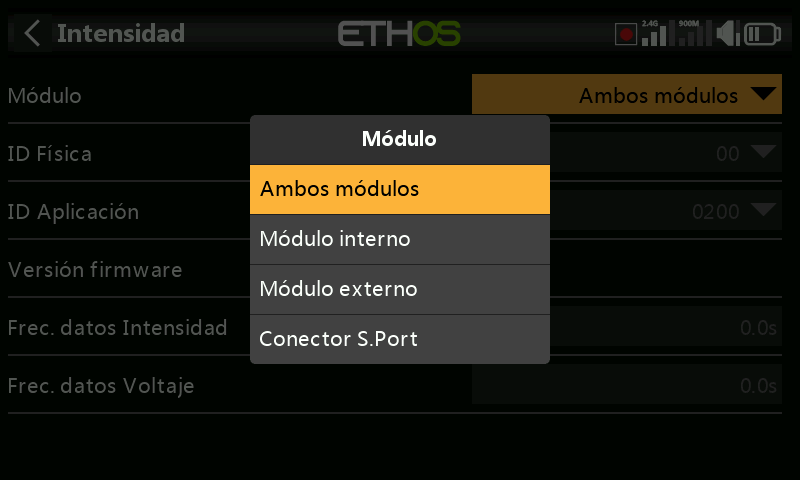 Intensidad
ETHOS
2.4G
900M
Módulo
Ambos módulos
ID Física
00
ID Aplicación
0200
Versión firmware
Frec. datos Intensidad
0.0s
Frec. datos Voltaje
0.0s
Módulo
Ambos módulos
Módulo interno
Módulo externo
Conector S.Port